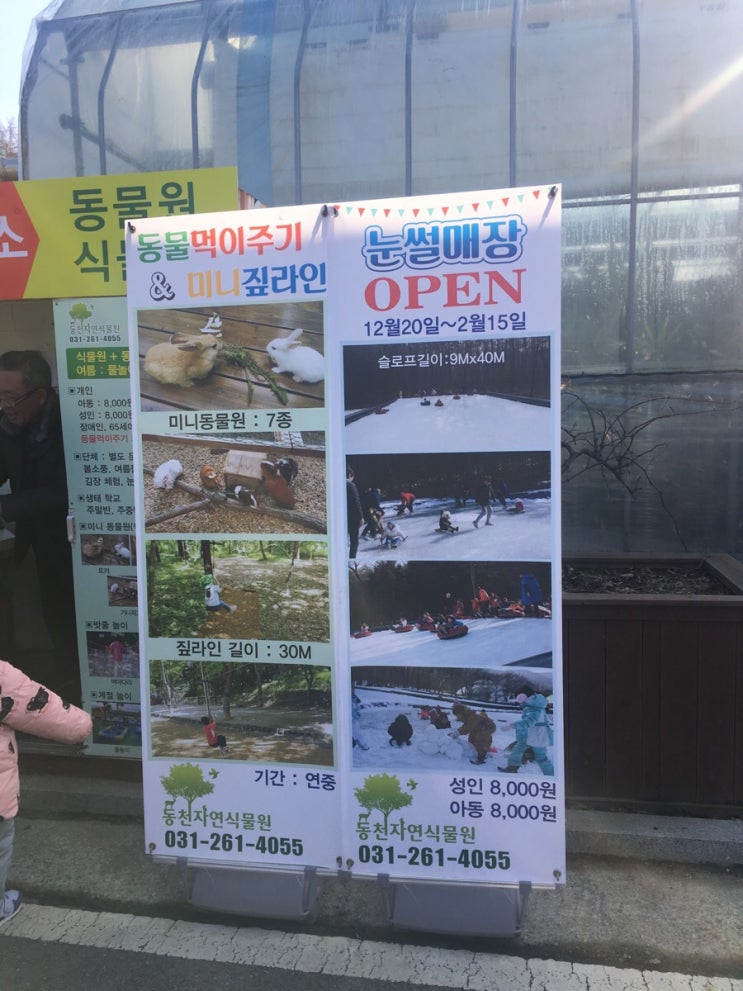 소
동물원
식물
동물먹이주기
& 미니짚라인
미니동물원 : 7종
짚라인 길이 : 30M
기간 : 연중
동천자연식물원
031-261-4055
눈썰매장
OPEN
12월20일~2월15일
슬로프길이:9Mx40M
성인 8,000원
아동 8,000원
동천자연식물원
031-261-4055
동천자연식물원
031-261-4055
식물원 + 동
여름 : 물놀
개인
아동 : 8,000
성인 : 8,000
장애인, 65세
동물먹이주기
단체 : 별도
봄소풍, 여름
김장 체험, 눈
생태 학교
주말반, 주중
미니 동물원
토끼
밧줄 놀이
계절 놀이